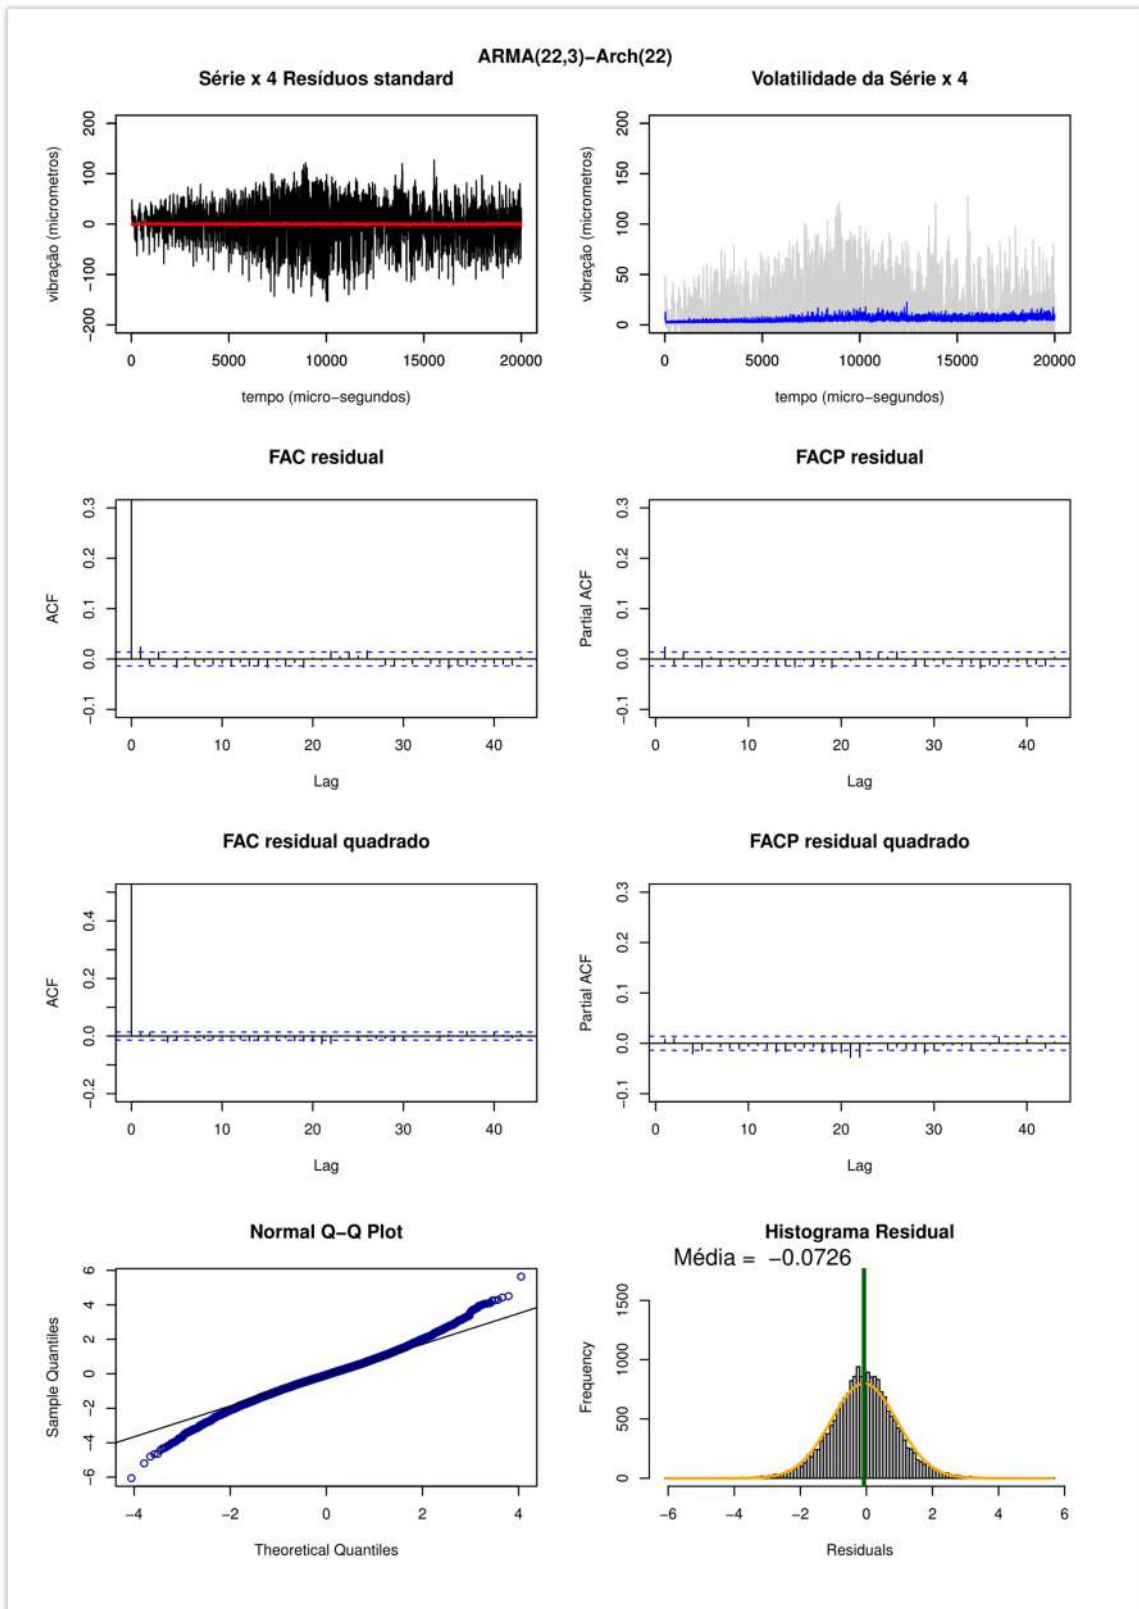 ARMA(22,3)−Arch(22)
Série x 4 Resíduos standard
vibração (micrometros)
200
100
0
−100
−200
0 5000 10000 15000 20000
tempo (micro−segundos)
Volatilidade da Série x 4
vibração (micrometros)
200
150
100
50
0
0 5000 10000 15000 20000
tempo (micro−segundos)
FAC residual
ACF
0.3
0.2
0.1
0.0
−0.1
0 10 20 30 40
Lag
FACP residual
Partial ACF
0.3
0.2
0.1
0.0
−0.1
0 10 20 30 40
Lag
FAC residual quadrado
ACF
0.4
0.2
0.0
−0.2
0 10 20 30 40
Lag
FACP residual quadrado
Partial ACF
0.3
0.2
0.1
0.0
−0.1
0 10 20 30 40
Lag
Normal Q−Q Plot
Sample Quantiles
6
4
2
0
−2
−4
−6
−4 −2 0 2 4
Theoretical Quantiles
Histograma Residual
Média = −0.0726
Frequency
1500
1000
500
0
−6 −4 −2 0 2 4 6
Residuals